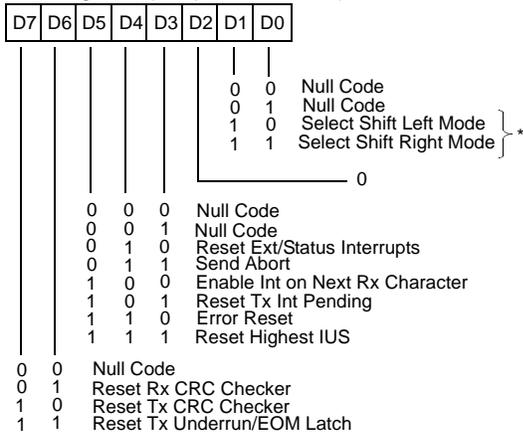 D7 D6 D5 D4 D3 D2 D1 D0
0 0 Null Code
0 1 Null Code
1 0 Select Shift Left Mode
1 1 Select Shift Right Mode
*
0
0 0 0 Null Code
0 0 1 Null Code
0 1 0 Reset Ext/Status Interrupts
0 1 1 Send Abort
1 0 0 Enable Int on Next Rx Character
1 0 1 Reset Tx Int Pending
1 1 0 Error Reset
1 1 1 Reset Highest IUS
0 0 Null Code
0 1 Reset Rx CRC Checker
1 0 Reset Tx CRC Checker
1 1 Reset Tx Underrun/EOM Latch